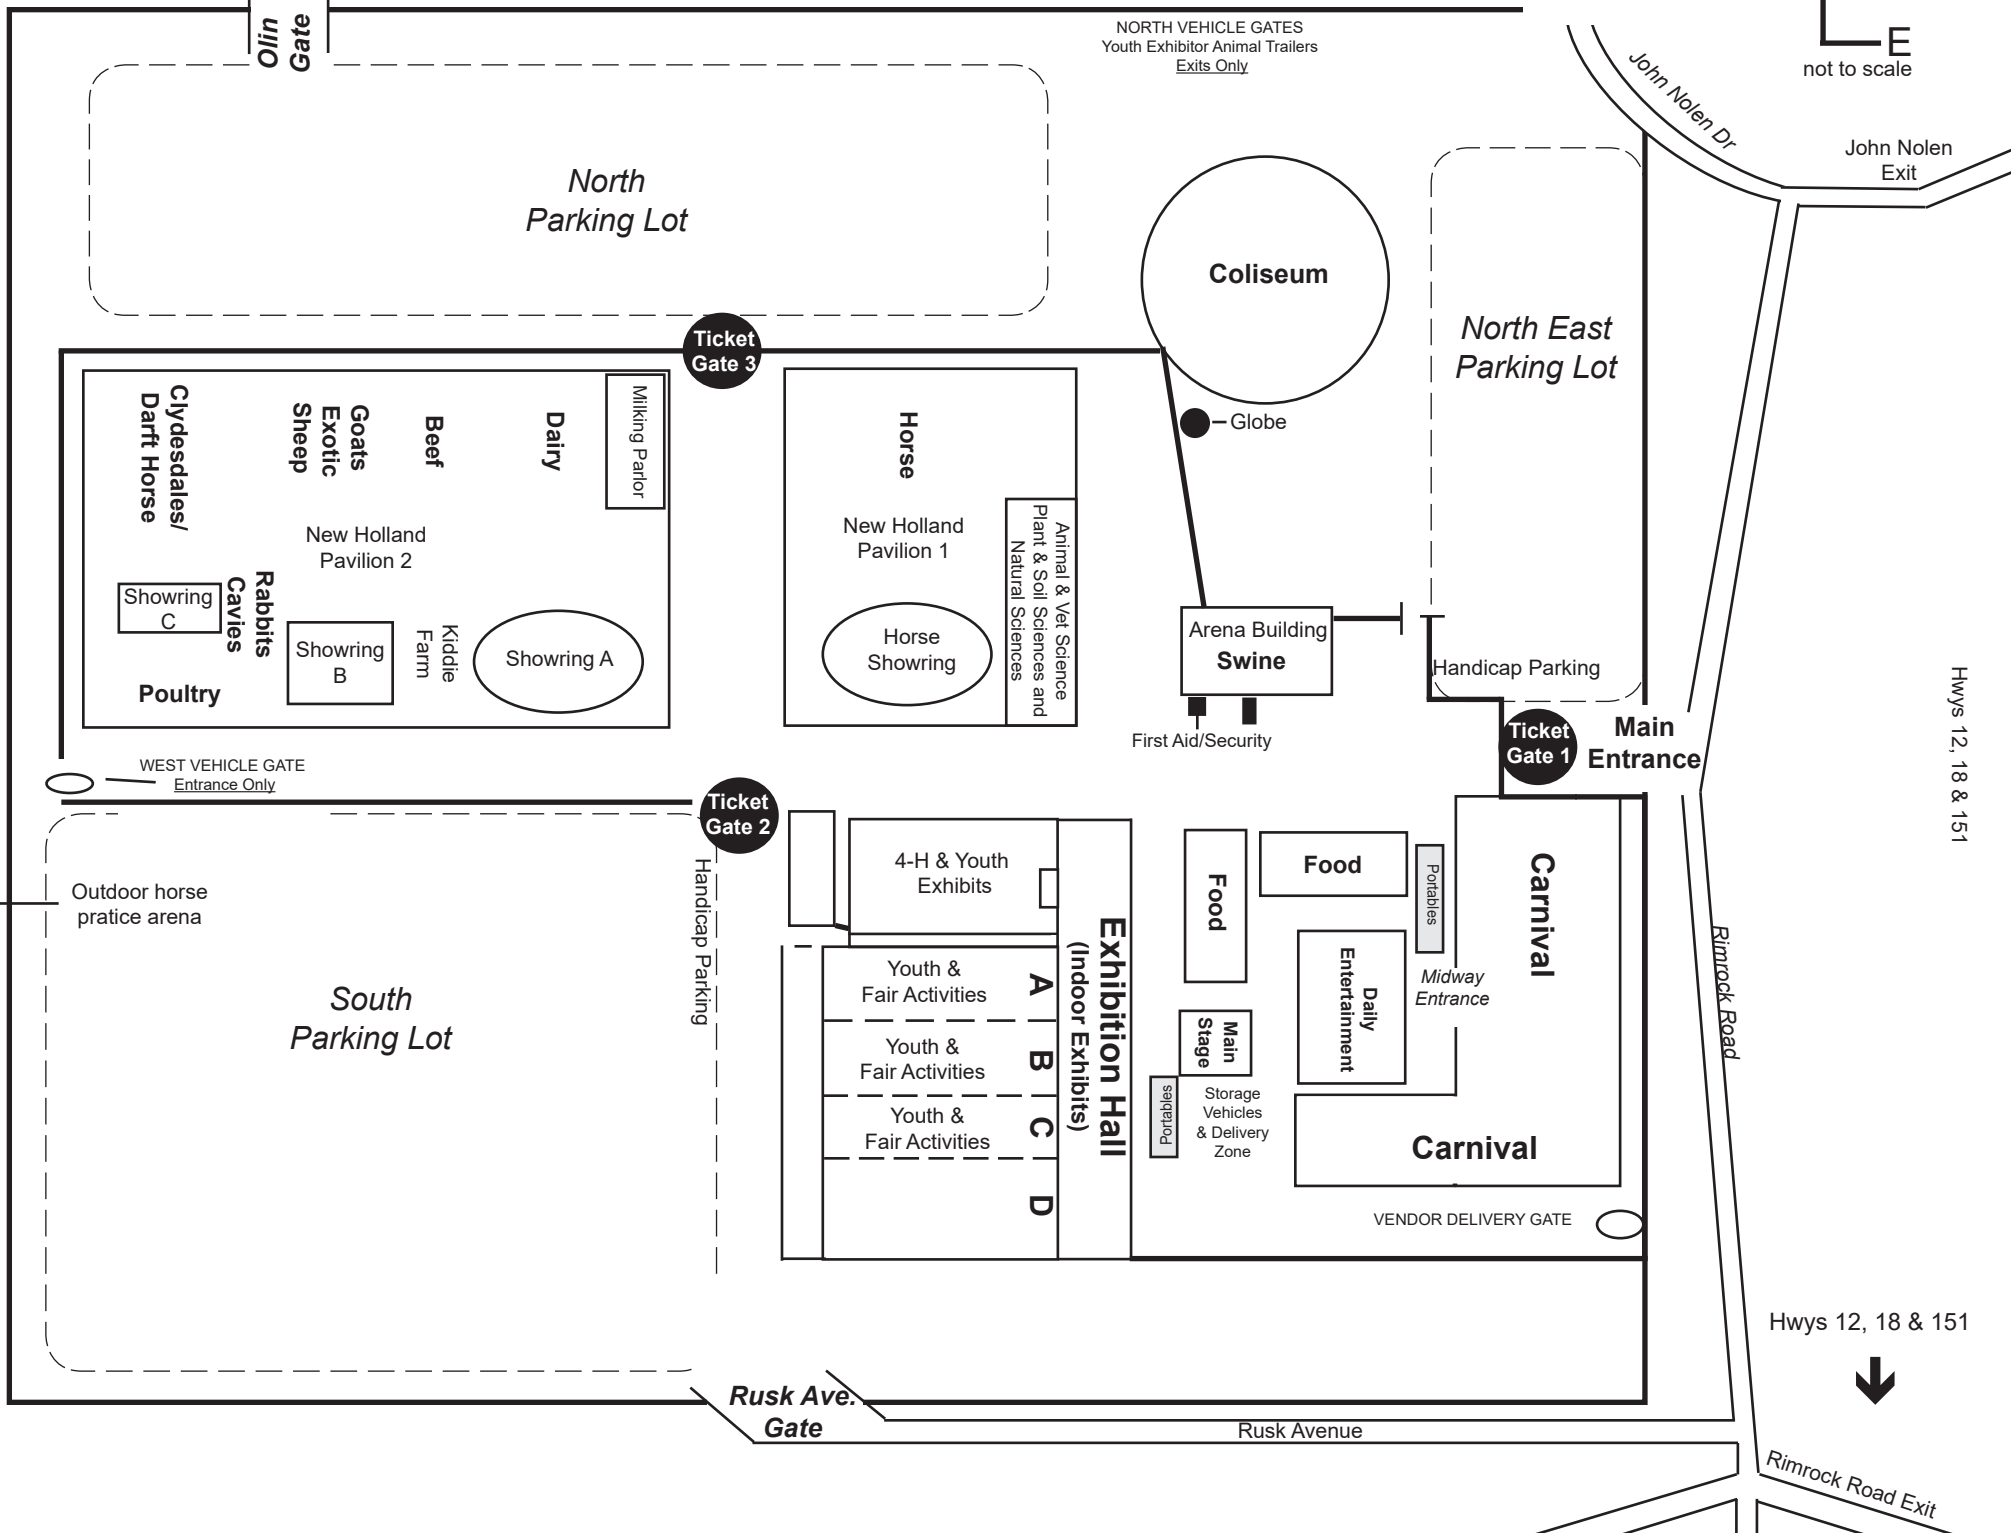 Olin
Gate
NORTH VEHICLE GATES
Youth Exhibitor Animal Trailers
Exits Only
E
not to scale
John Nolen Dr
John Nolen
Exit
North
Parking Lot
Coliseum
North East
Parking Lot
Ticket
Gate 3
Globe
Clydesdales/
Darft Horse
Goats
Exotic
Sheep
Beef
Dairy
Milking Parlor
New Holland
Pavilion 2
Showring
C
Rabbits
Cavies
Showring
B
Kiddie
Farm
Showring A
Poultry
Horse
New Holland
Pavilion 1
Horse
Showring
Animal & Vet Science
Plant & Soil Sciences and
Natural Sciences
Arena Building
Swine
First Aid/Security
Handicap Parking
Ticket
Gate 1
Main
Entrance
Hwys 12, 18 & 151
WEST VEHICLE GATE
Entrance Only
Ticket
Gate 2
Outdoor horse
pratice arena
South
Parking Lot
Handicap Parking
4-H & Youth
Exhibits
Youth &
Fair Activities
A
Youth &
Fair Activities
B
Youth &
Fair Activities
C
D
Exhibition Hall
(Indoor Exhibits)
Food
Food
Portables
Carnival
Daily
Entertainment
Midway
Entrance
Main
Stage
Portables
Storage
Vehicles
& Delivery
Zone
Carnival
VENDOR DELIVERY GATE
Rimrock Road
Hwys 12, 18 & 151
Rusk Ave.
Gate
Rusk Avenue
Rimrock Road Exit